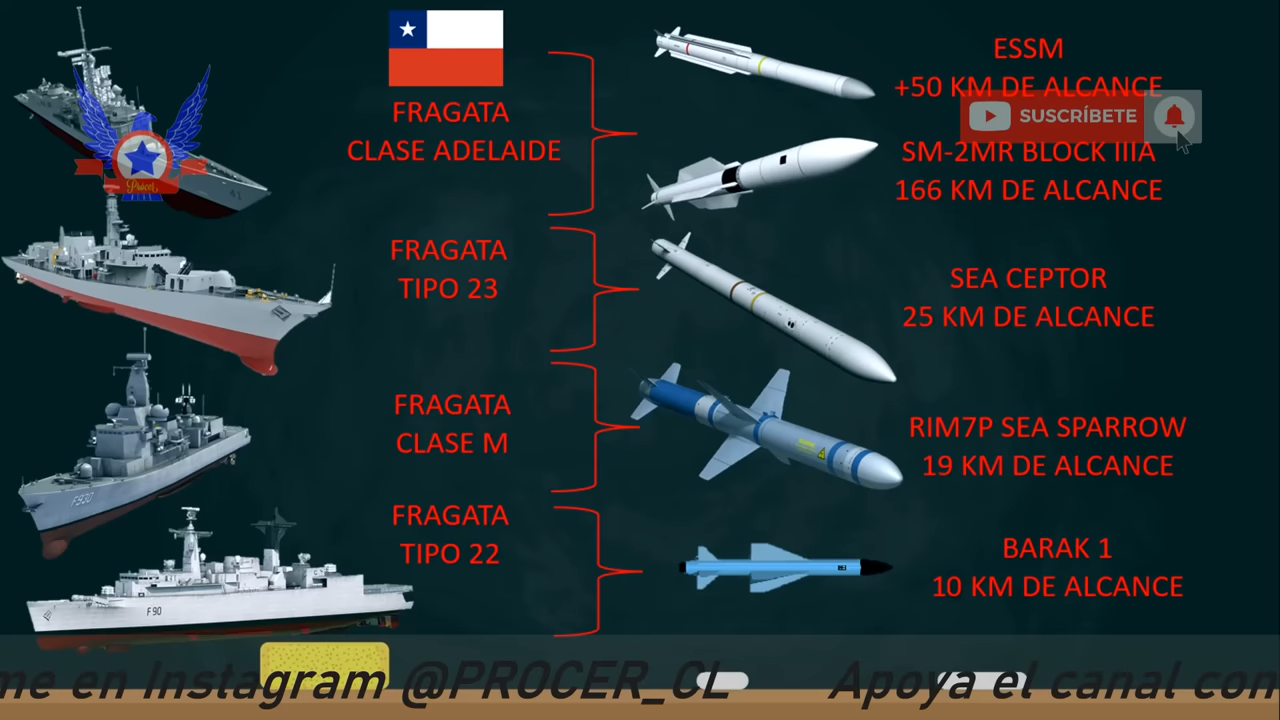 FRAGATA
CLASE ADELAIDE
ESSM
+50 KM DE ALCANCE
SUSCRÍBETE
SM-2MR BLOCK IIIA
166 KM DE ALCANCE
Prócer
FRAGATA
TIPO 23
SEA CEPTOR
25 KM DE ALCANCE
FRAGATA
CLASE M
RIM7P SEA SPARROW
19 KM DE ALCANCE
F930
FRAGATA
TIPO 22
BARAK 1
10 KM DE ALCANCE
F 90
me en Instagram @PROCER_CL Apoya el canal con